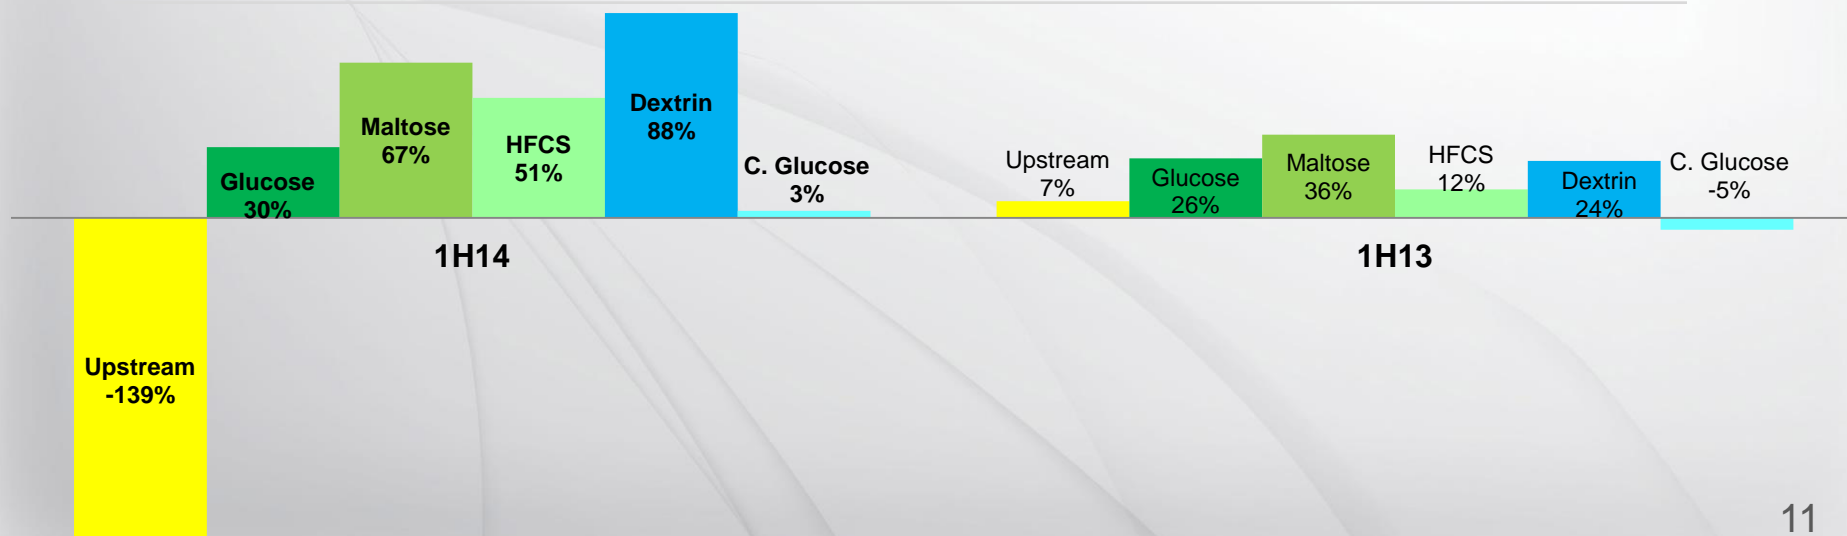 Upstream
-139%
Glucose
30%
Maltose
67%
HFCS
51%
Dextrin
88%
C. Glucose
3%
1H14
Upstream
7%
Glucose
26%
Maltose
36%
HFCS
12%
Dextrin
24%
C. Glucose
-5%
1H13
11